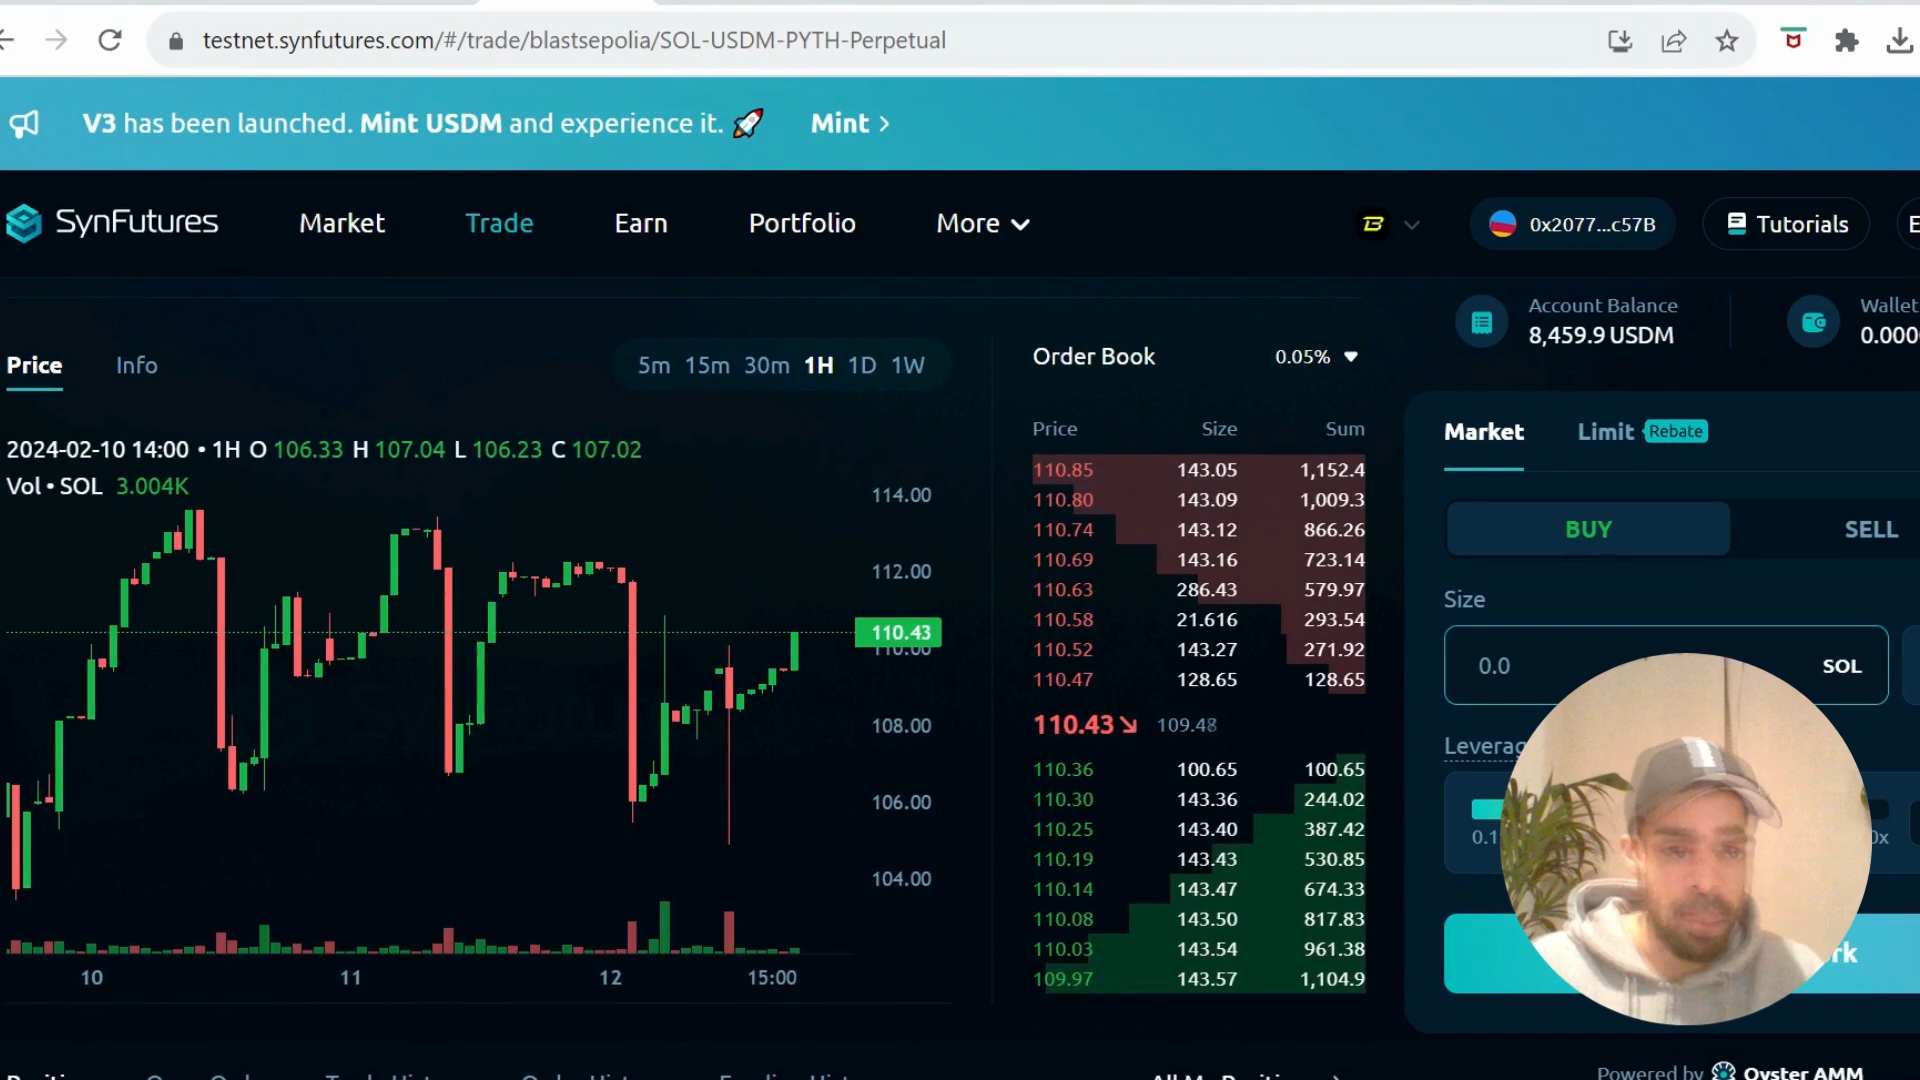 testnet.synfutures.com/#/trade/blastsepolia/SOL-USDM-PYTH-Perpetual
V3 has been launched. Mint USDM and experience it. 🚀 Mint >
SynFutures Market Trade Earn Portfolio More 0x2077...c57B Tutorials
Account Balance Wallet
8,459.9 USDM 0.000
Price Info 5m 15m 30m 1H 1D 1W
Order Book 0.05%
Market Limit Rebate
Price Size Sum
2024-02-10 14:00 • 1H O 106.33 H 107.04 L 106.23 C 107.02
Vol • SOL 3.004K
110.85 143.05 1,152.4
110.80 143.09 1,009.3
110.74 143.12 866.26
110.69 143.16 723.14
110.63 286.43 579.97
110.58 21.616 293.54
110.52 143.27 271.92
110.47 128.65 128.65
110.43 109.48
110.36 100.65 100.65
110.30 143.36 244.02
110.25 143.40 387.42
110.19 143.43 530.85
110.14 143.47 674.33
110.08 143.50 817.83
110.03 143.54 961.38
109.97 143.57 1,104.9
114.00
112.00
110.43
110.00
108.00
106.00
104.00
10 11 12 15:00
BUY SELL
Size
0.0 SOL
Leverag
0.1
0x
rk
Powered by Oyster AMM